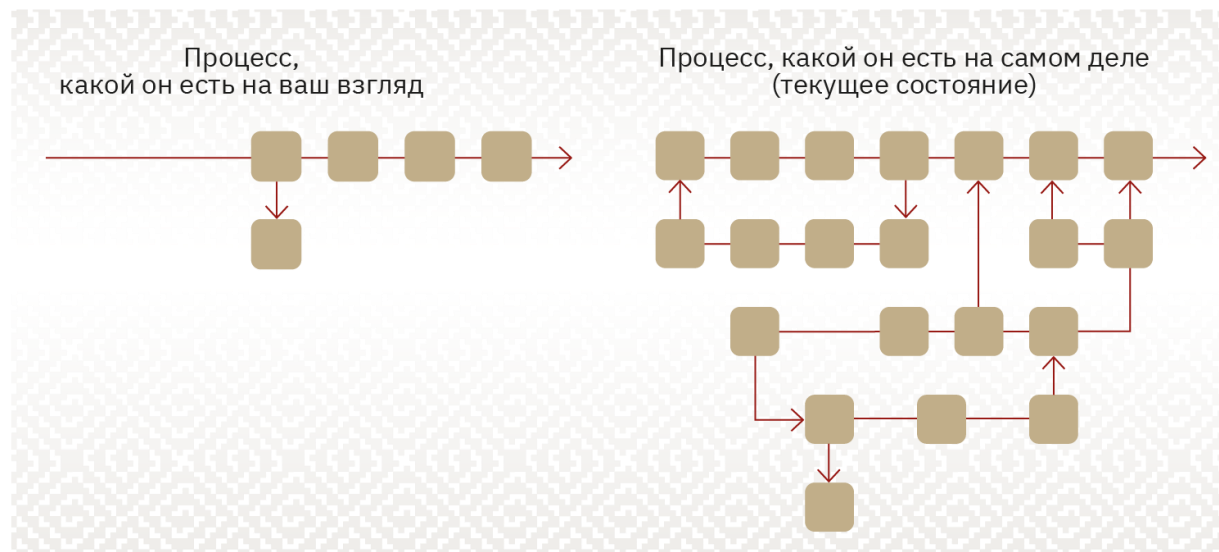 Процесс,
какой он есть на ваш взгляд
Процесс, какой он есть на самом деле
(текущее состояние)